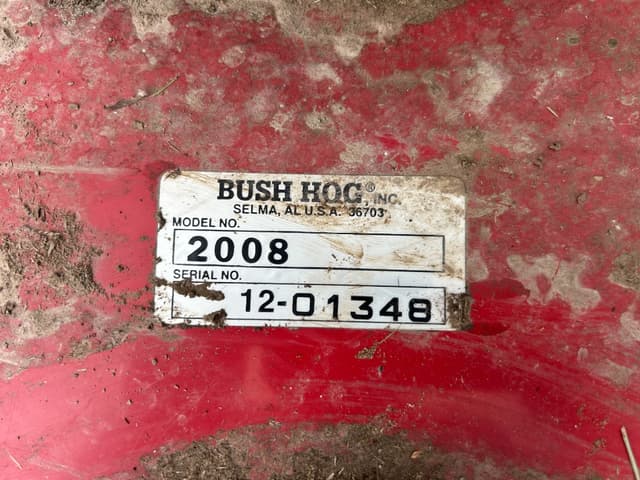 BUSH HOG®, INC.
SELMA, AL U.S.A. 36703
MODEL NO.
2008
SERIAL NO.
12-01348